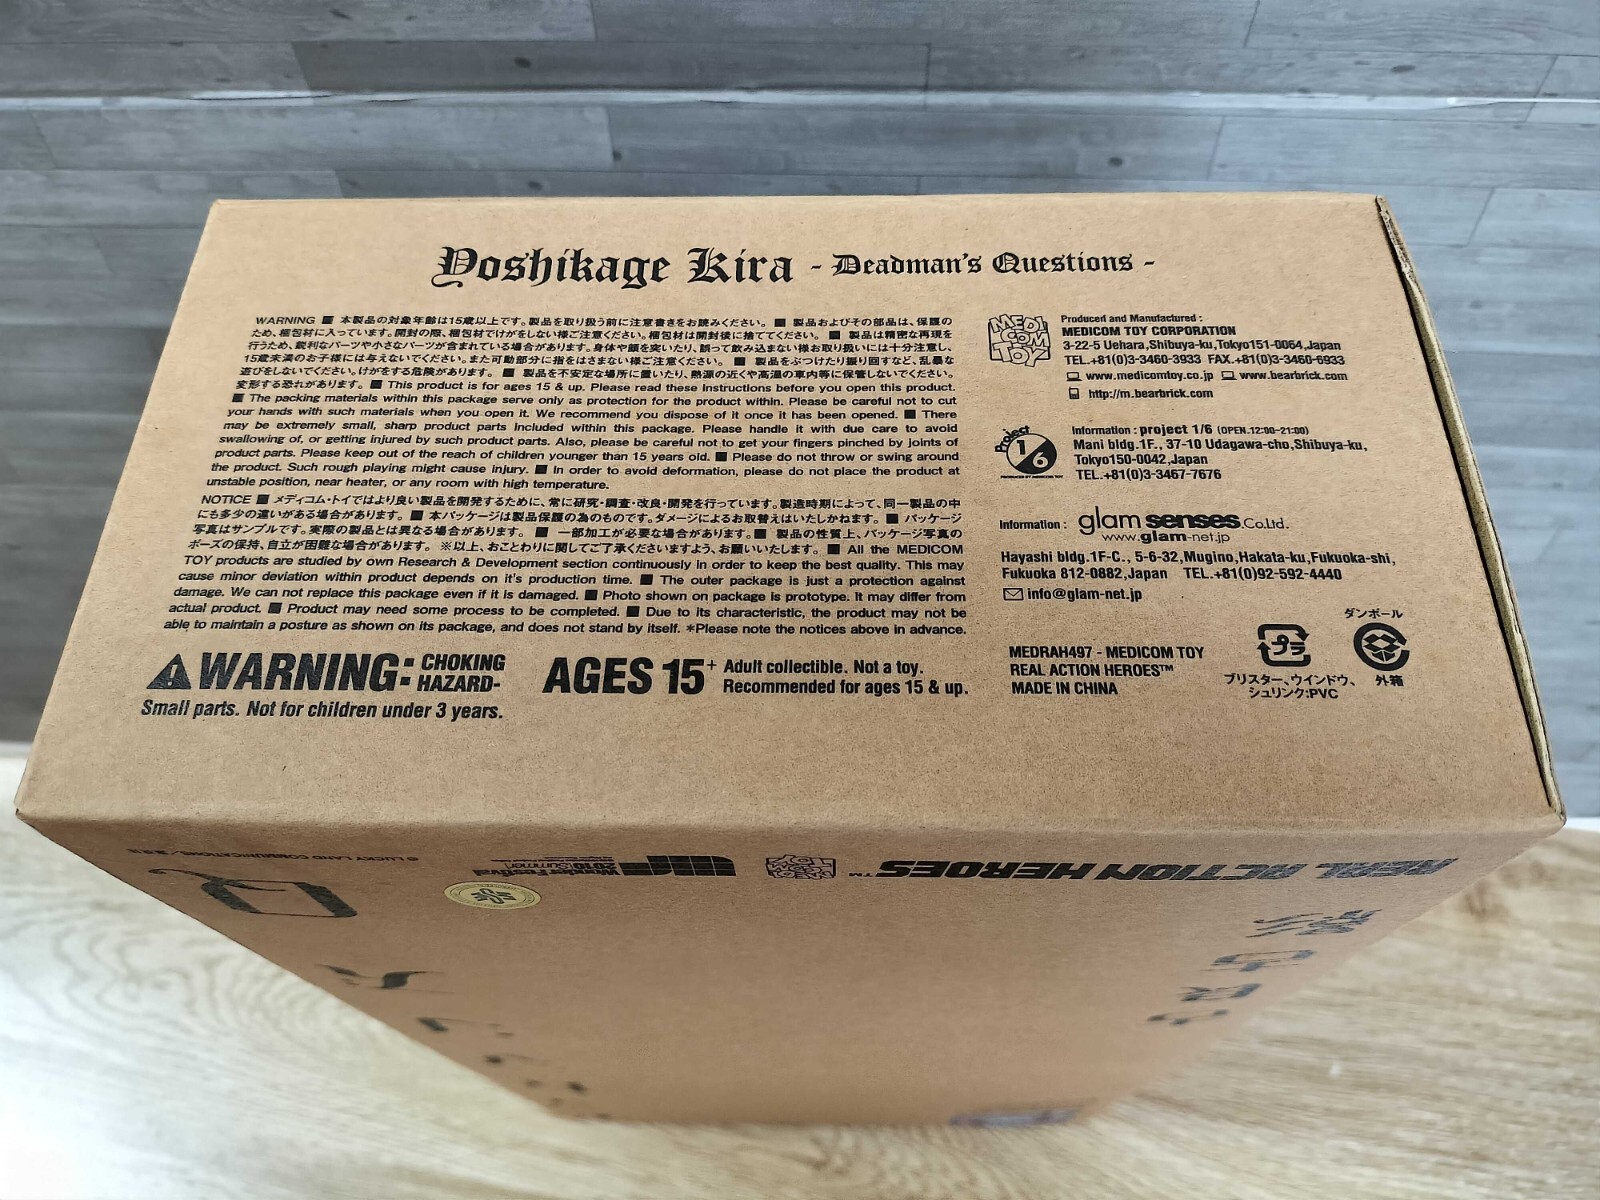 Yoshikage Kira - Deadman's Questions -
WARNING ■ 本製品の対象年齢は15歳以上です。製品を取り扱う前に注意書きをお読みください。 ■ 製品およびその部品は、保護の
ため、梱包材に入っています。開封の際、梱包材でけがをしない様ご注意ください。梱包材は開封後に捨ててください。 ■ 製品は精密な再現を
行うため、鋭利なパーツや小さなパーツが含まれている場合があります。身体や顔を突いたり、誤って飲み込まない様お取り扱いには十分注意し、
15歳未満のお子様には与えないでください。また可動部分に指をはさまない様ご注意ください。 ■ 製品をぶつけたり振り回すなど、乱暴な
遊びをしないでください。けがをする危険があります。 ■ 製品を不安定な場所に置いたり、熱源の近くや高温の車内等に保管しないでください。
変形する恐れがあります。 ■ This product is for ages 15 & up. Please read these instructions before you open this product.
■ The packing materials within this package serve only as protection for the product within. Please be careful not to cut
your hands with such materials when you open it. We recommend you dispose of it once it has been opened. ■ There
may be extremely small, sharp product parts included within this package. Please handle it with due care to avoid
swallowing of, or getting injured by such product parts. Also, please be careful not to get your fingers pinched by joints of
product parts. Please keep out of the reach of children younger than 15 years old. ■ Please do not throw or swing around
the product. Such rough playing might cause injury. ■ In order to avoid deformation, please do not place the product at
unstable position, near heater, or any room with high temperature.
NOTICE ■ メディコム・トイではより良い製品を開発するために、常に研究・調査・改良・開発を行っています。製造時期によって、同一製品の中
にも多少の違いがある場合があります。 ■ 本パッケージは製品保護の為のものです。ダメージによるお取替えはいたしかねます。 ■ パッケージ
写真はサンプルです。実際の製品とは異なる場合があります。 ■ 一部加工が必要な場合があります。 ■ 製品の性質上、パッケージ写真の
ポーズの保持、自立が困難な場合があります。 ※以上、おことわりに関してご了承くださいますよう、お願いいたします。 ■ All the MEDICOM
TOY products are studied by own Research & Development section continuously in order to keep the best quality. This may
cause minor deviation within product depends on it's production time. ■ The outer package is just a protection against
damage. We can not replace this package even if it is damaged. ■ Photo shown on package is prototype. It may differ from
actual product. ■ Product may need some process to be completed. ■ Due to its characteristic, the product may not be
able to maintain a posture as shown on its package, and does not stand by itself. *Please note the notices above in advance.
WARNING: CHOKING
HAZARD-
Small parts. Not for children under 3 years.
AGES 15+ Adult collectible. Not a toy.
Recommended for ages 15 & up.
MEDI
COM
TOY
Produced and Manufactured :
MEDICOM TOY CORPORATION
3-22-5 Uehara,Shibuya-ku,Tokyo151-0064,Japan
TEL.+81(0)3-3460-3933 FAX.+81(0)3-3460-6933
www.medicomtoy.co.jp www.bearbrick.com
http://m.bearbrick.com
Project
1/6
PRODUCED BY MEDICOM TOY
Information : project 1/6 (OPEN.12:00-21:00)
Mani bldg.1F., 37-10 Udagawa-cho,Shibuya-ku,
Tokyo150-0042,Japan
TEL.+81(0)3-3467-7676
Information : glam senses.Co.Ltd.
www.glam-net.jp
Hayashi bldg.1F-C., 5-6-32,Mugino,Hakata-ku,Fukuoka-shi,
Fukuoka 812-0882,Japan TEL.+81(0)92-592-4440
info@glam-net.jp
MEDRAH497 - MEDICOM TOY
REAL ACTION HEROES™
MADE IN CHINA
プラ
ブリスター、ウインドウ、
シュリンク:PVC
ダンボール
外箱
REAL ACTION HEROES™
MEDI
COM
TOY
Wonder Festival
2010 Summer
© LUCKY LAND COMMUNICATIONS/集英社